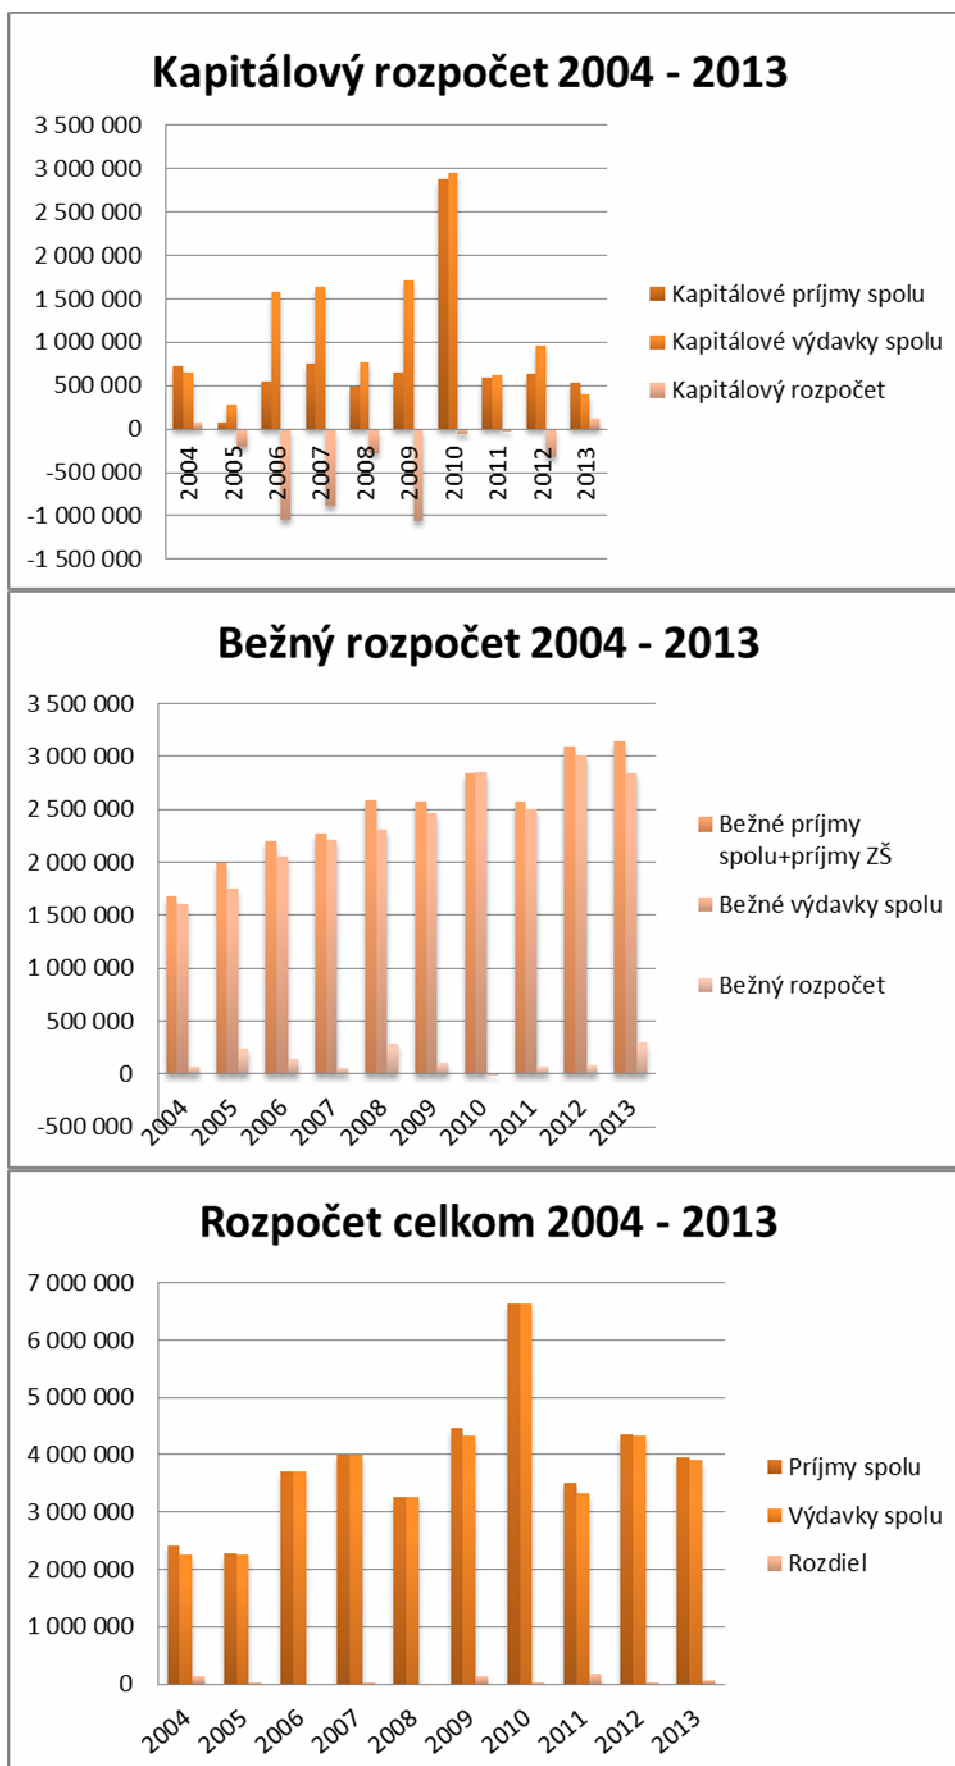 Kapitálový rozpočet 2004 - 2013
3 500 000
3 000 000
2 500 000
2 000 000
1 500 000
1 000 000
500 000
0
-500 000
-1 000 000
-1 500 000
2004
2005
2006
2007
2008
2009
2010
2011
2012
2013
Kapitálové príjmy spolu
Kapitálové výdavky spolu
Kapitálový rozpočet
Bežný rozpočet 2004 - 2013
3 500 000
3 000 000
2 500 000
2 000 000
1 500 000
1 000 000
500 000
0
-500 000
2004
2005
2006
2007
2008
2009
2010
2011
2012
2013
Bežné príjmy
spolu+príjmy ZŠ
Bežné výdavky spolu
Bežný rozpočet
Rozpočet celkom 2004 - 2013
7 000 000
6 000 000
5 000 000
4 000 000
3 000 000
2 000 000
1 000 000
0
2004
2005
2006
2007
2008
2009
2010
2011
2012
2013
Príjmy spolu
Výdavky spolu
Rozdiel